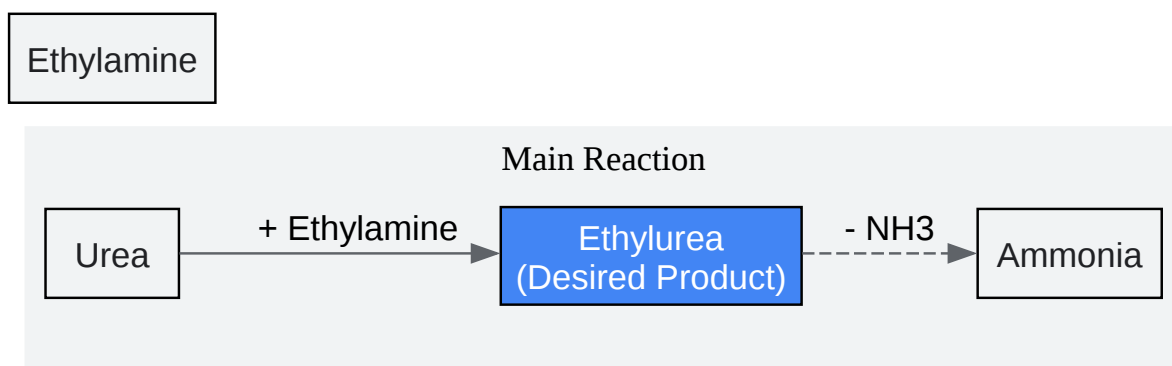 Ethylamine
Main Reaction
Urea
+ Ethylamine
Ethylurea
(Desired Product)
- NH3
Ammonia